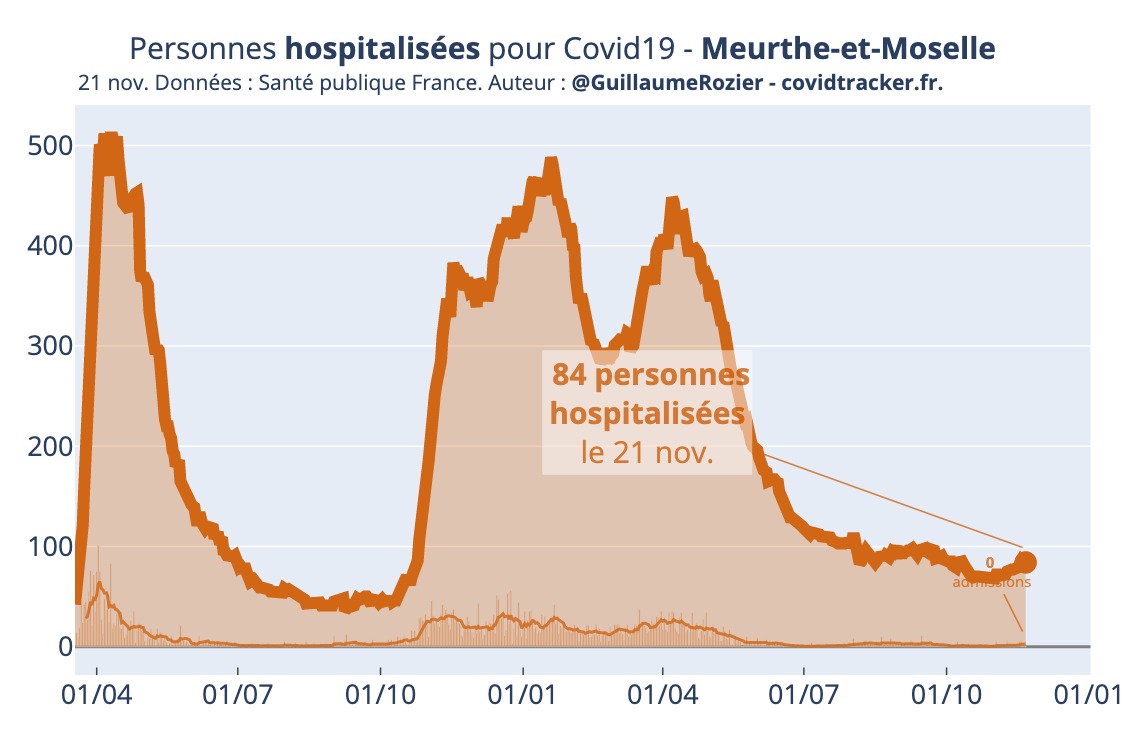 Personnes hospitalisées pour Covid19 - Meurthe-et-Moselle
21 nov. Données : Santé publique France. Auteur : @GuillaumeRozier - covidtracker.fr.
500
400
300
200
100
0
84 personnes
hospitalisées
le 21 nov.
0
admissions
01/04
01/07
01/10
01/01
01/04
01/07
01/10
01/01